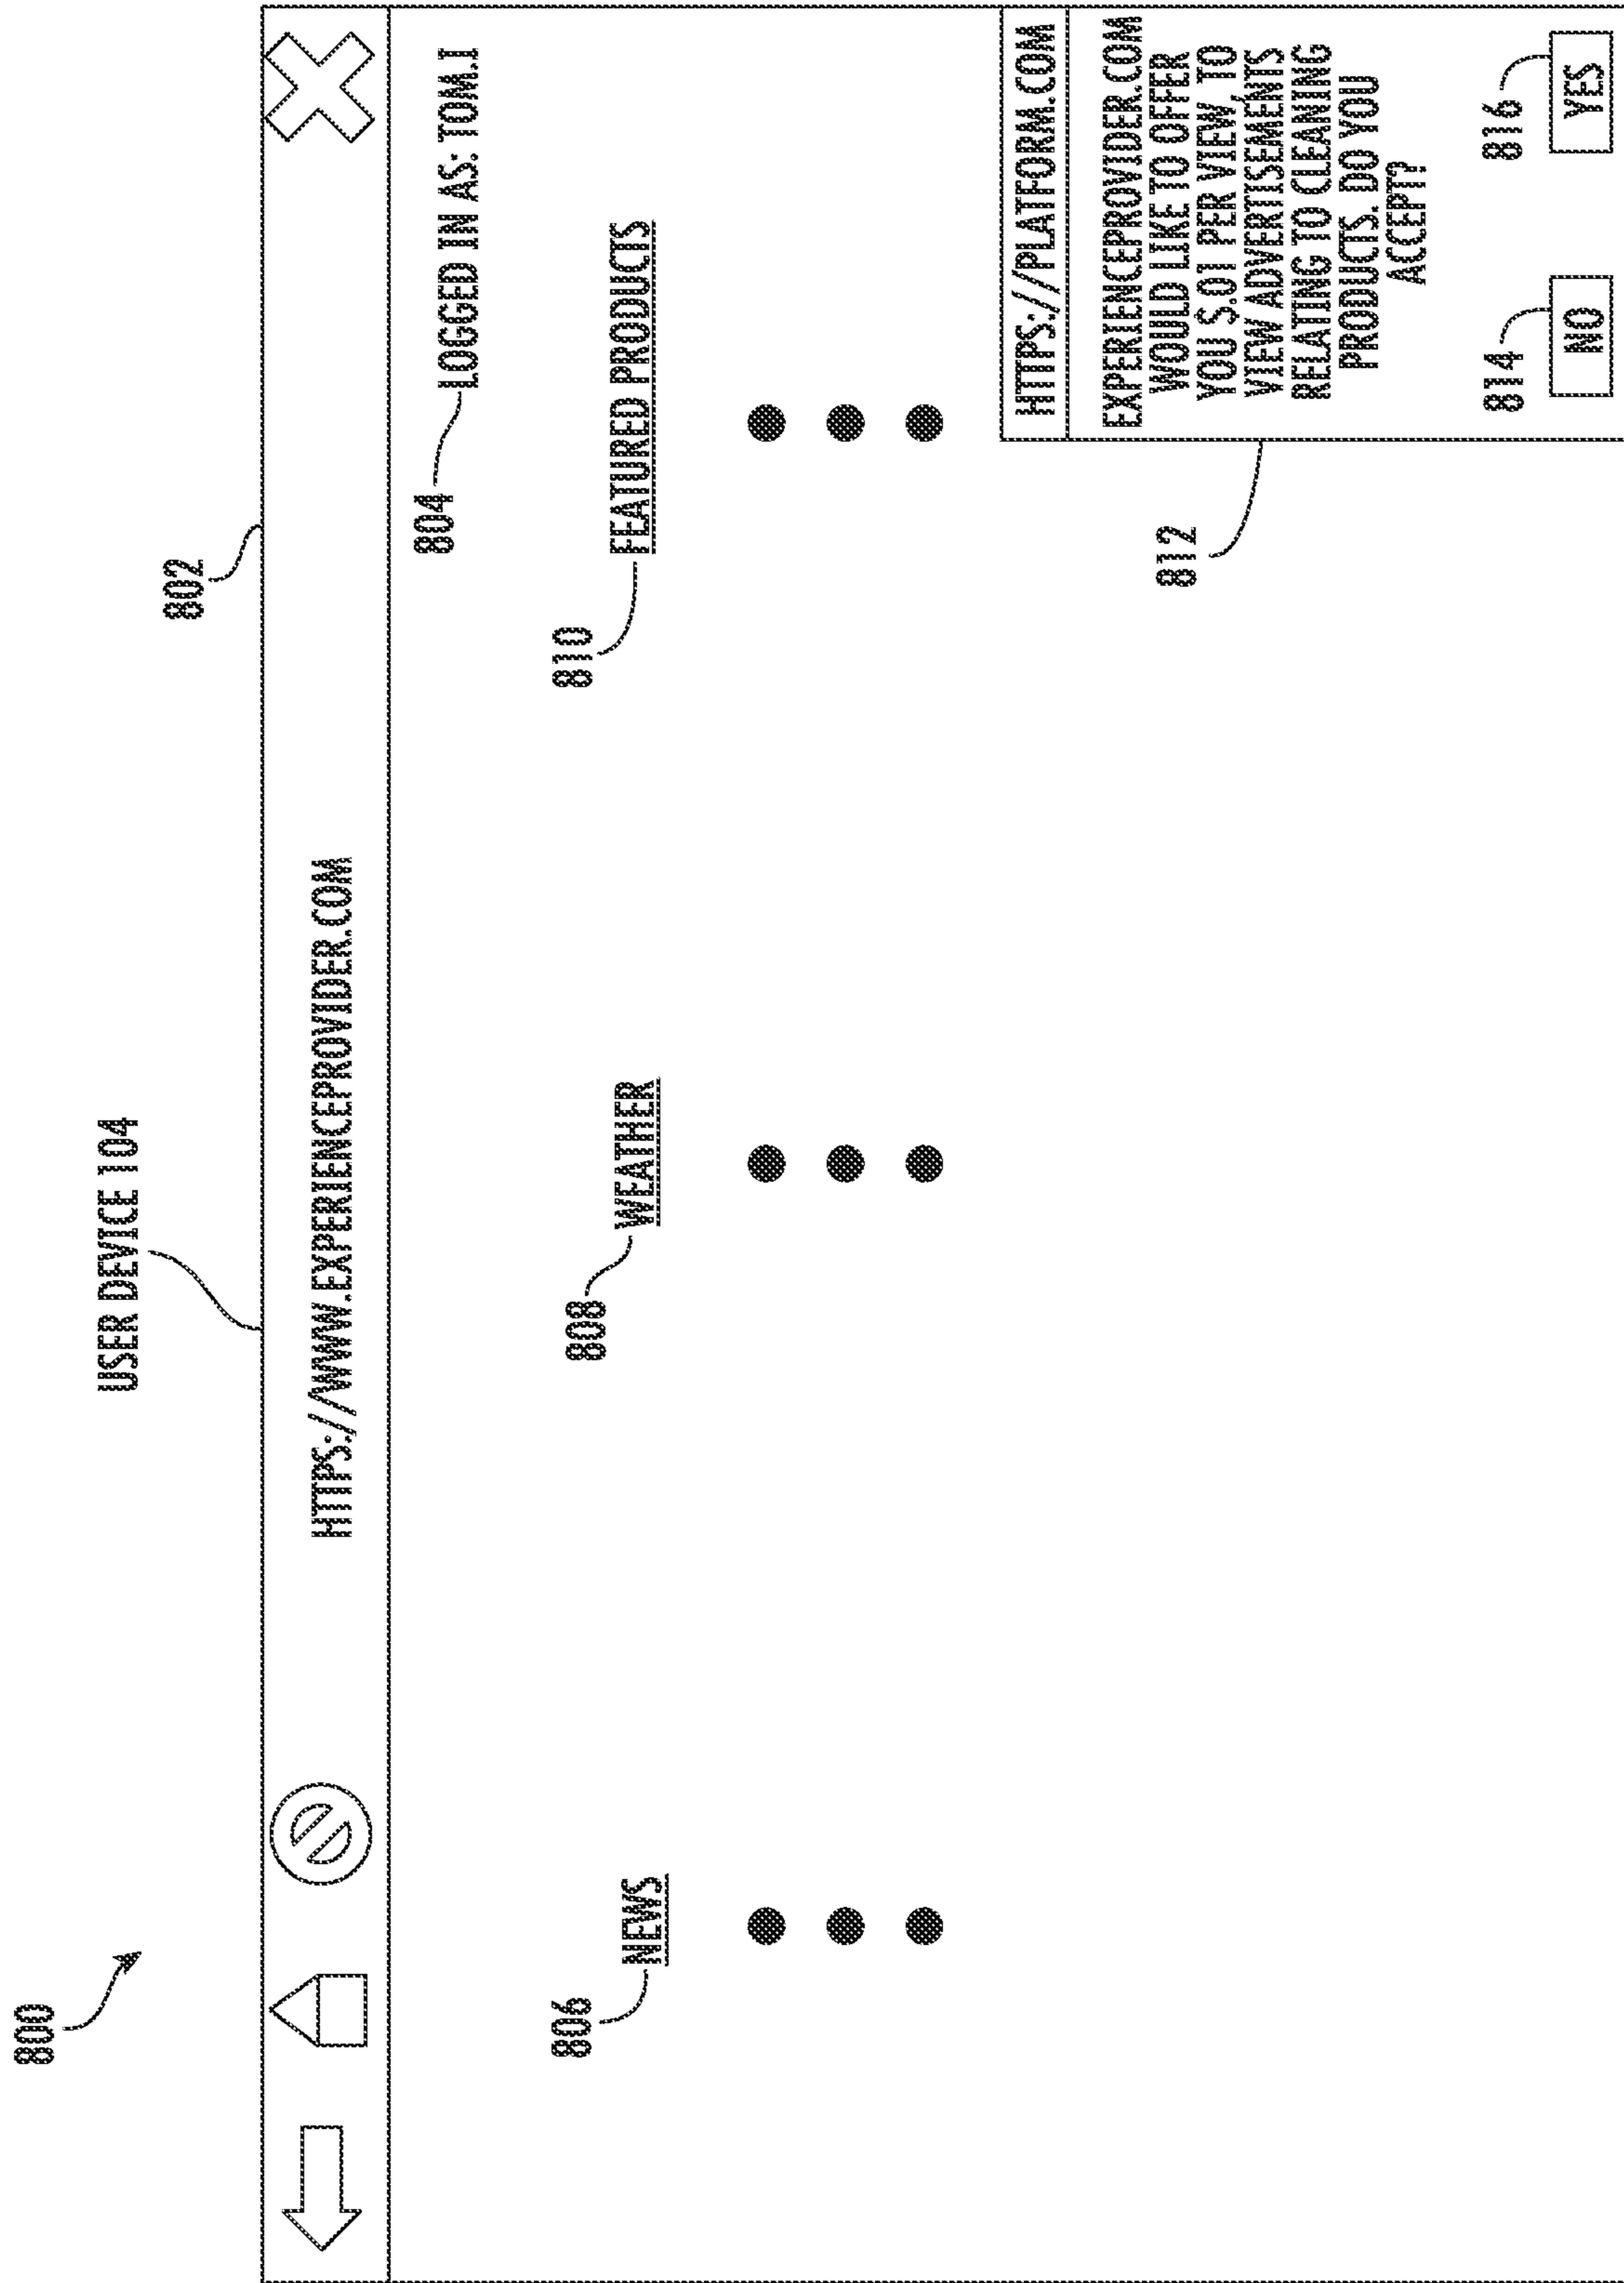 800
USER DEVICE 104
802
HTTPS://WWW.EXPERIENCEPROVIDER.COM
804
LOGGED IN AS: TOM.I
806
NEWS
808
WEATHER
810
FEATURED PRODUCTS
812
HTTPS://PLATFORM.COM
EXPERIENCEPROVIDER.COM
WOULD LIKE TO OFFER
YOU $.01 PER VIEW, TO
VIEW ADVERTISEMENTS
RELATING TO CLEANING
PRODUCTS. DO YOU
ACCEPT?
814
816
NO
YES